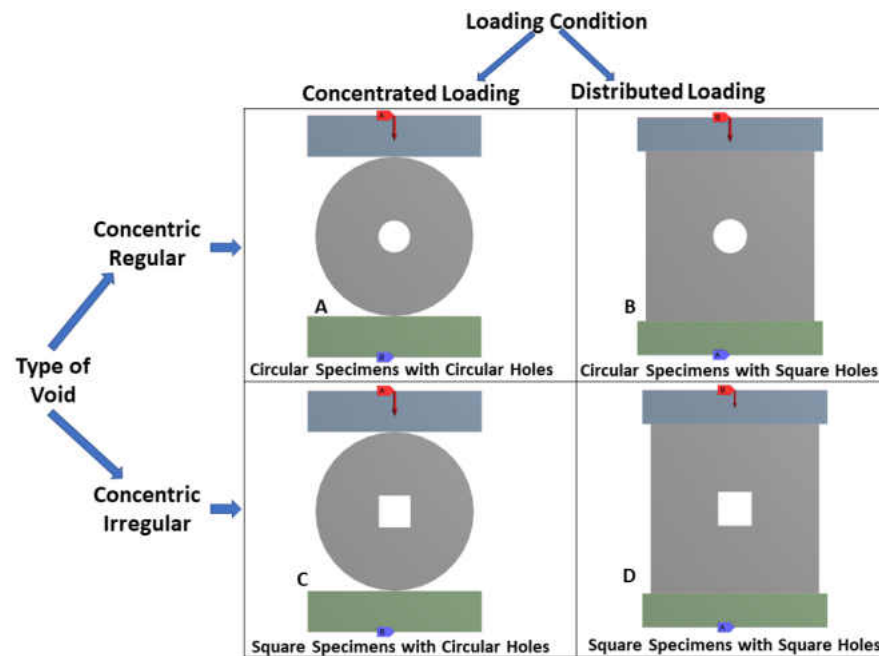 Loading Condition
Concentrated Loading
Distributed Loading
Concentric
Regular
Type of
Void
Concentric
Irregular
A
A
B
Circular Specimens with Circular Holes
B
B
A
Circular Specimens with Square Holes
A
C
B
Square Specimens with Circular Holes
B
D
A
Square Specimens with Square Holes